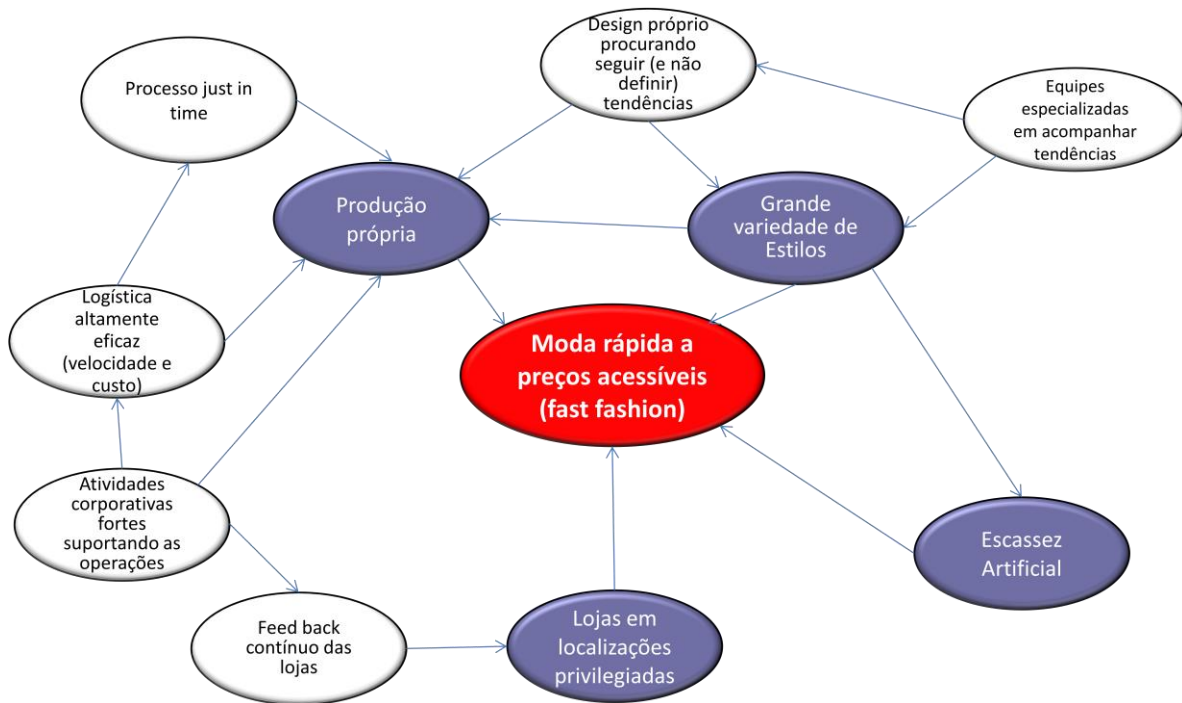 Design próprio
procurando
seguir (e não
definir)
tendências
Processo just in
time
Equipes
especializadas
em acompanhar
tendências
Produção
própria
Grande
variedade de
Estilos
Logística
altamente
eficaz
(velocidade e
custo)
Moda rápida a
preços acessíveis
(fast fashion)
Atividades
corporativas
fortes
suportando as
operações
Escassez
Artificial
Feed back
contínuo das
lojas
Lojas em
localizações
privilegiadas